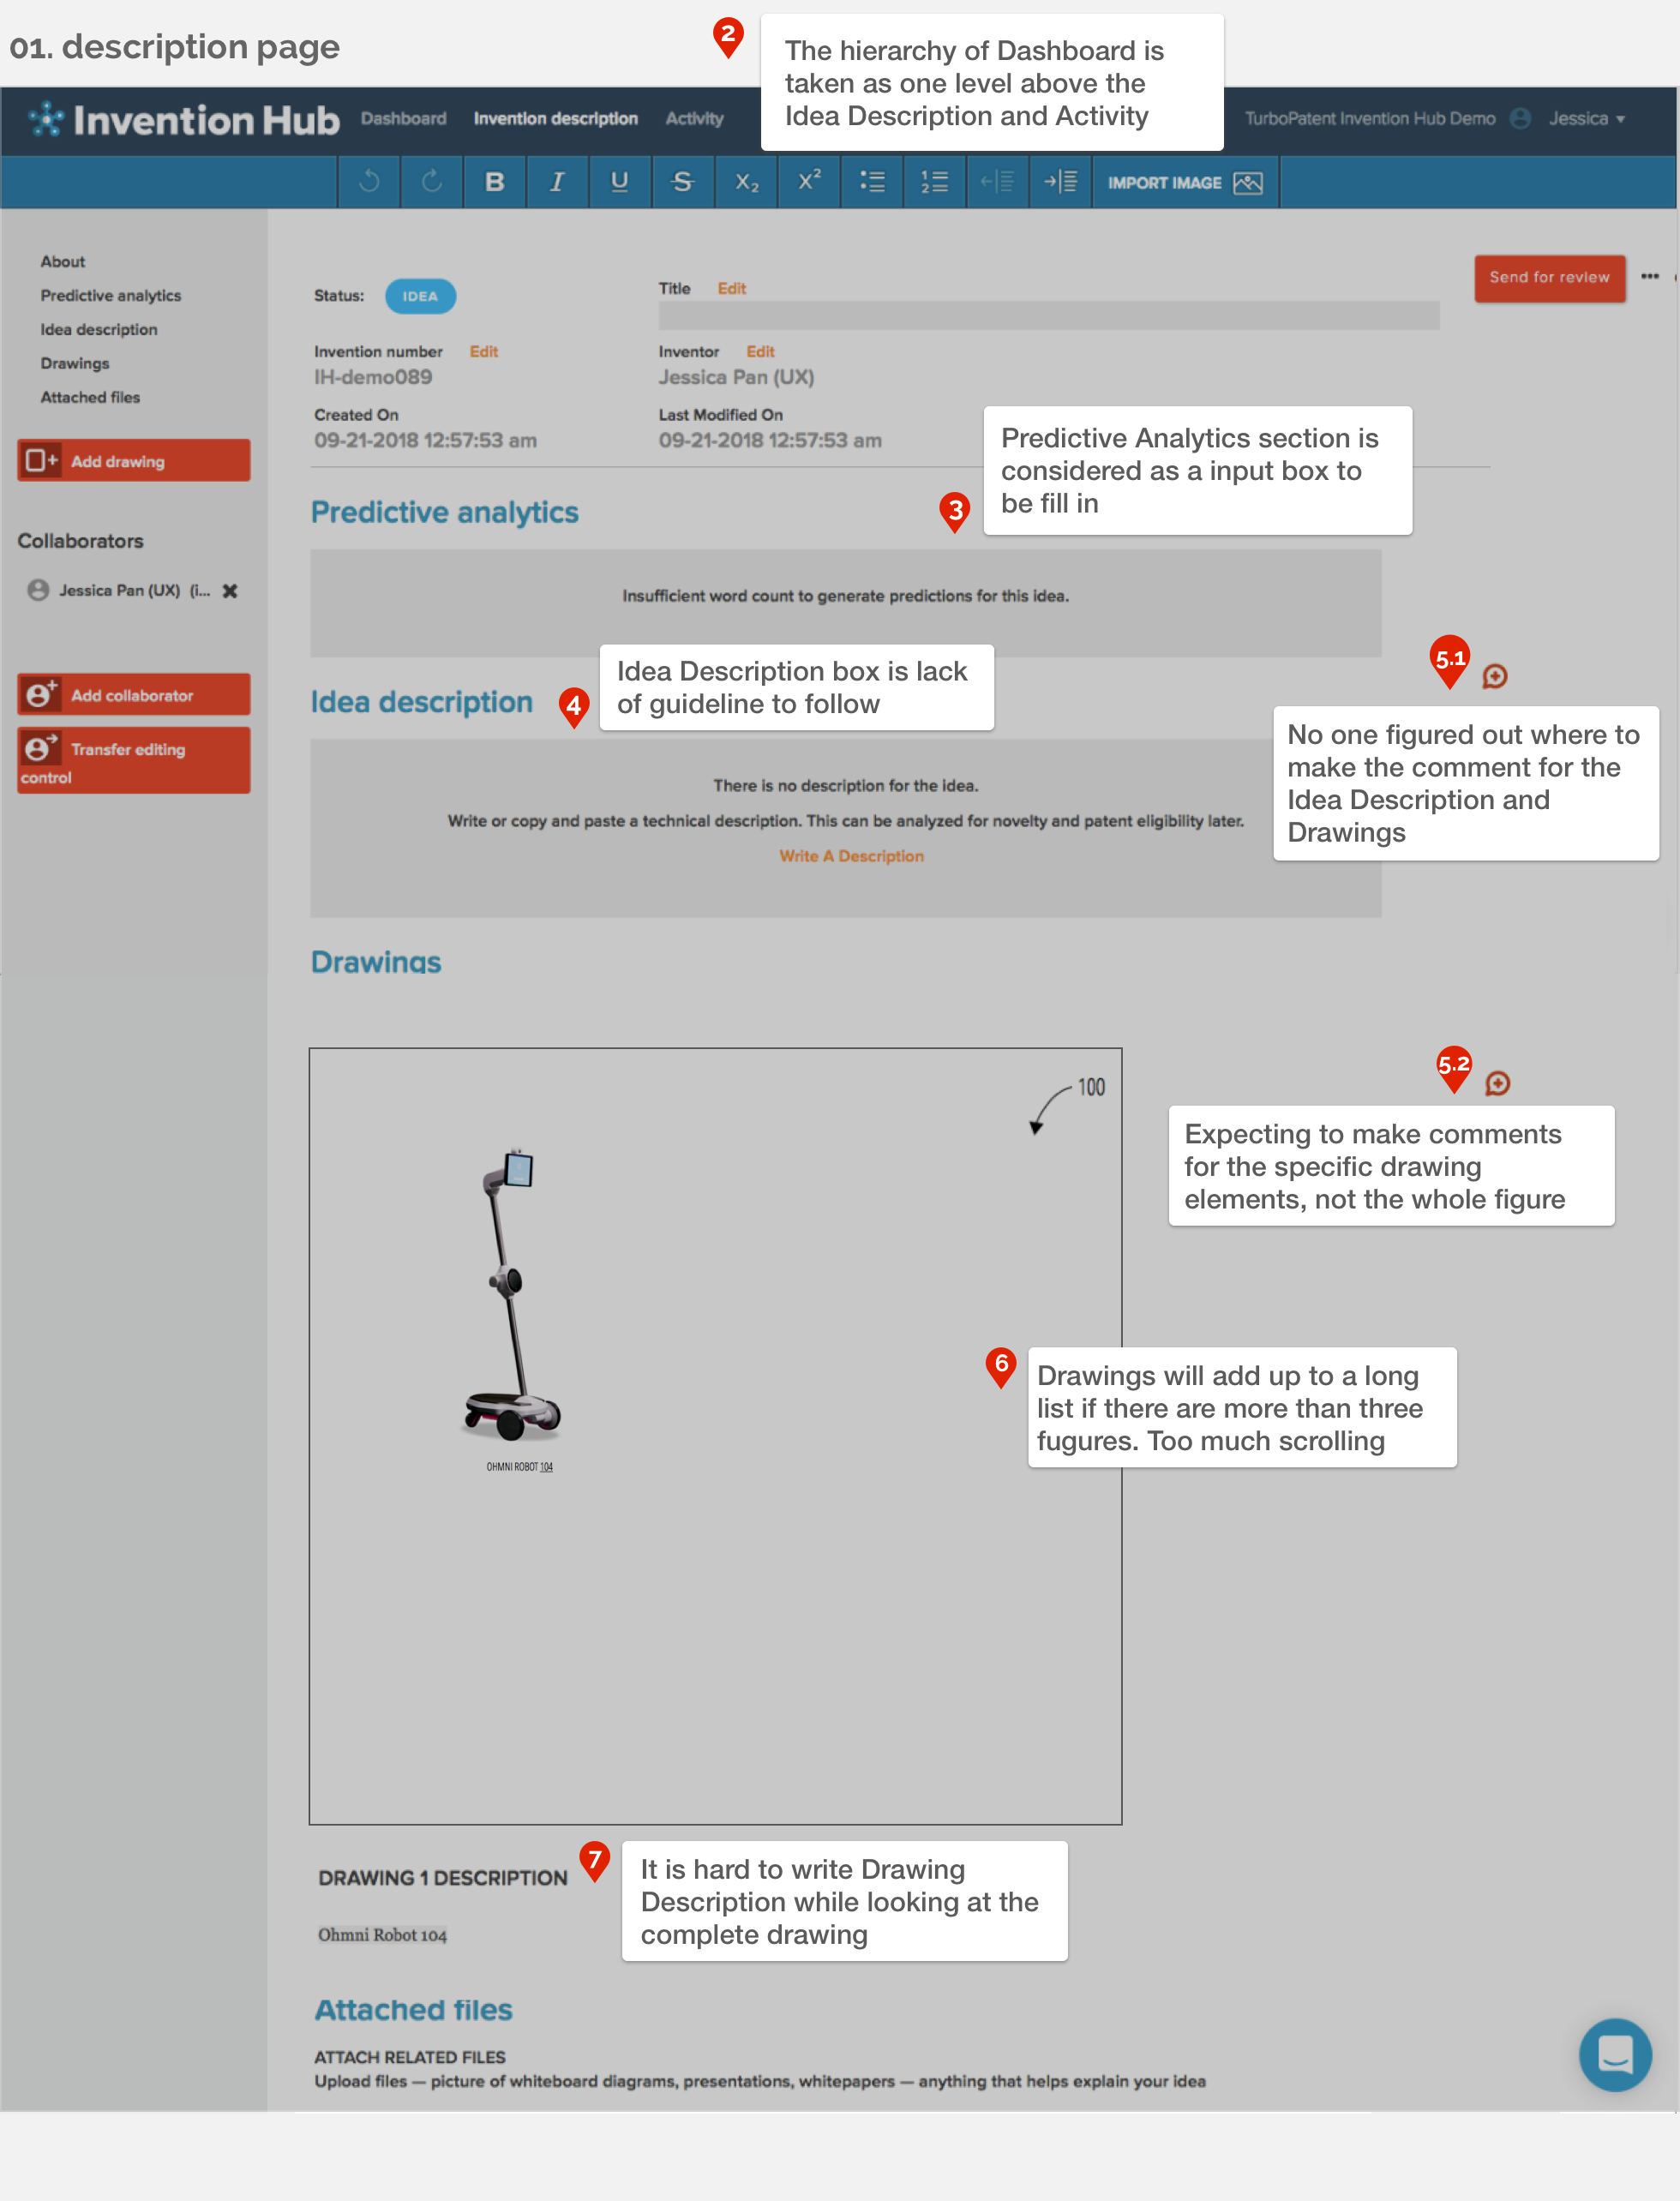 01. description page
2
The hierarchy of Dashboard is
taken as one level above the
Idea Description and Activity
Invention Hub
Dashboard
Invention description
Activity
TurboPatent Invention Hub Demo
Jessica
B
I
U
S
X2
X2
1
2
IMPORT IMAGE
About
Predictive analytics
Idea description
Drawings
Attached files
Add drawing
Collaborators
Jessica Pan (UX) (i...
Add collaborator
Transfer editing
control
Status:
IDEA
Title
Edit
Send for review
Invention number
Edit
IH-demo089
Inventor
Edit
Jessica Pan (UX)
Created On
09-21-2018 12:57:53 am
Last Modified On
09-21-2018 12:57:53 am
3
Predictive Analytics section is
considered as a input box to
be fill in
Predictive analytics
Insufficient word count to generate predictions for this idea.
Idea description
4
Idea Description box is lack
of guideline to follow
5.1
No one figured out where to
make the comment for the
Idea Description and
Drawings
There is no description for the idea.
Write or copy and paste a technical description. This can be analyzed for novelty and patent eligibility later.
Write A Description
Drawings
100
5.2
Expecting to make comments
for the specific drawing
elements, not the whole figure
OHMNI ROBOT 104
6
Drawings will add up to a long
list if there are more than three
fugures. Too much scrolling
DRAWING 1 DESCRIPTION
7
It is hard to write Drawing
Description while looking at the
complete drawing
Ohmni Robot 104
Attached files
ATTACH RELATED FILES
Upload files — picture of whiteboard diagrams, presentations, whitepapers — anything that helps explain your idea